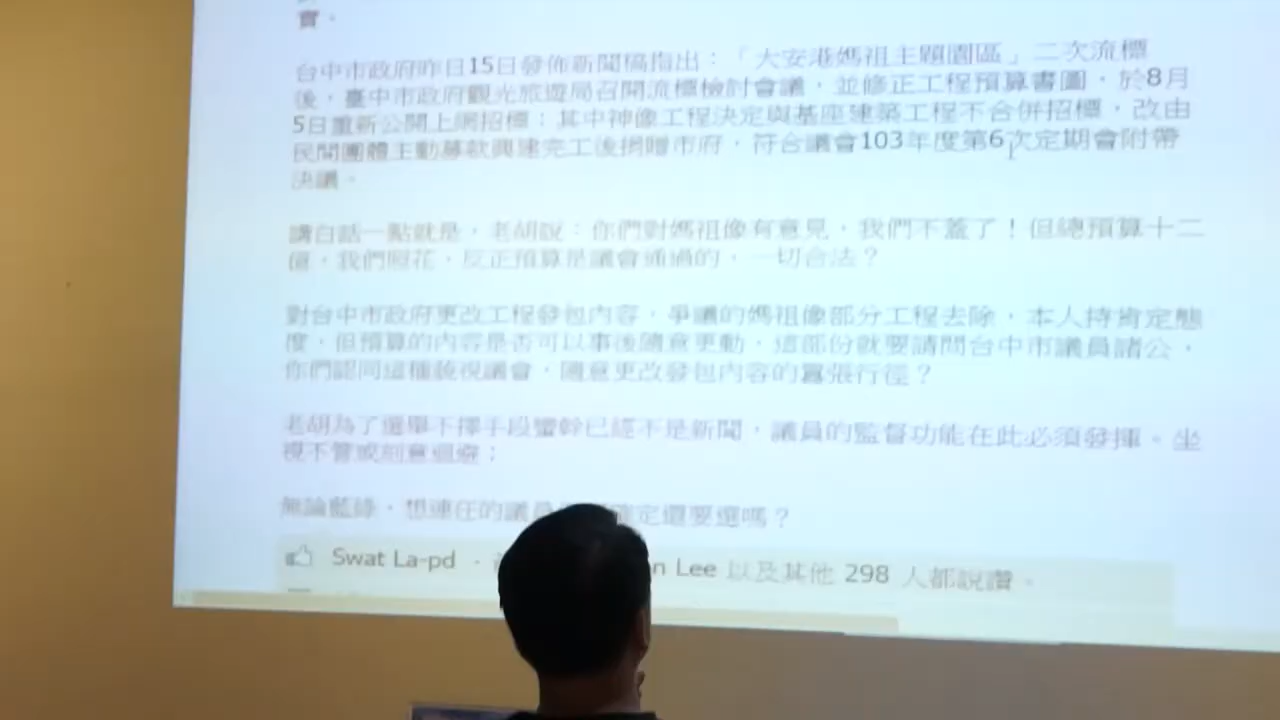 實。
台中市政府昨日15日發佈新聞稿指出：「大安港媽祖主題園區」二次流標
後，臺中市政府觀光旅遊局召開流標檢討會議，並修正工程預算書圖，於8月
5日重新公開上網招標；其中神像工程決定與基座建築工程不合併招標，改由
民間團體主動募款興建完工後捐贈市府，符合議會103年度第6次定期會附帶
決議。
講白話一點就是，老胡說：你們對媽祖像有意見，我們不蓋了！但總預算十二
億，我們照花，反正預算是議會通過的，一切合法？
對台中市政府更改工程發包內容，爭議的媽祖像部分工程去除，本人持肯定態
度，但預算的內容是否可以事後隨意更動，這部份就要請問台中市議員諸公，
你們認同這種藐視議會，隨意更改發包內容的囂張行徑？
老胡為了選舉不擇手段蠻幹已經不是新聞，議員的監督功能在此必須發揮。坐
視不管或刻意迴避；
無論藍綠，想連任的議員 確定還要選嗎？
Swat La-pd · n Lee 以及其他 298 人都說讚。